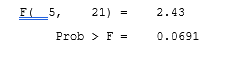 F(  5,    21) =    2.43
Prob > F =    0.0691